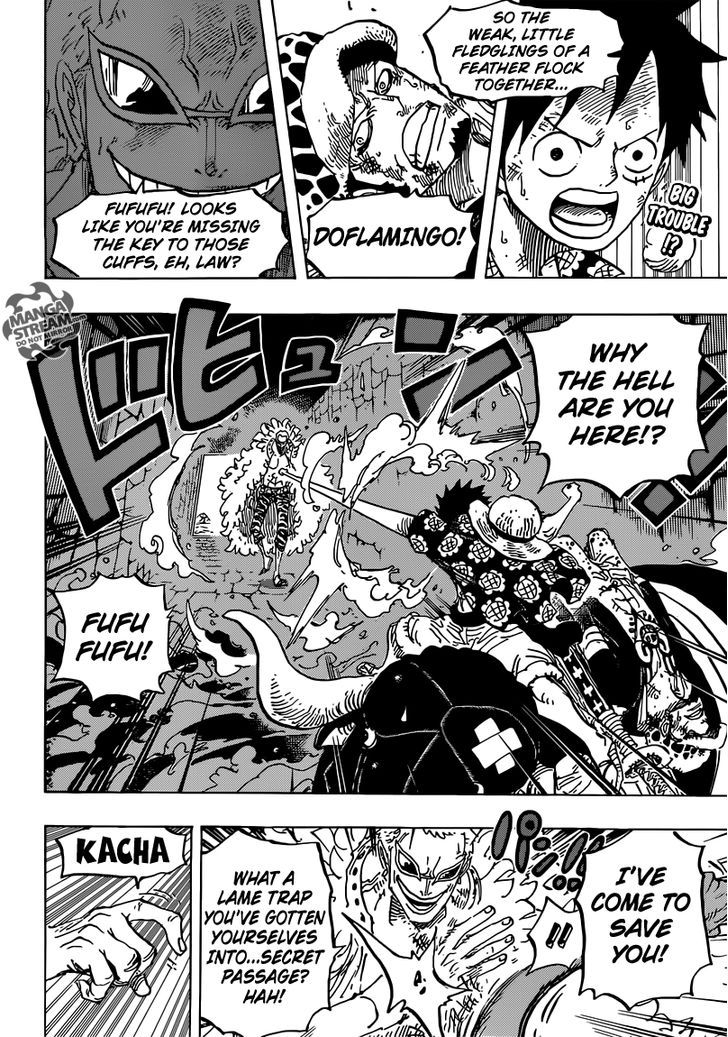 SO THE
WEAK, LITTLE
FLEDGLINGS OF A
FEATHER FLOCK
TOGETHER...
BIG
TROUBLE
!?
DOFLAMINGO!
FUFUFU! LOOKS
LIKE YOU'RE MISSING
THE KEY TO THOSE
CUFFS, EH, LAW?
MANGA
STREAM.com
DO NOT MIRROR
WHY
THE HELL
ARE YOU
HERE!?
ドヒュン
FUFU
FUFU!
I'VE
COME TO
SAVE
YOU!
!!
WHAT A
LAME TRAP
YOU'VE GOTTEN
YOURSELVES
INTO...SECRET
PASSAGE?
HAH!
KACHA